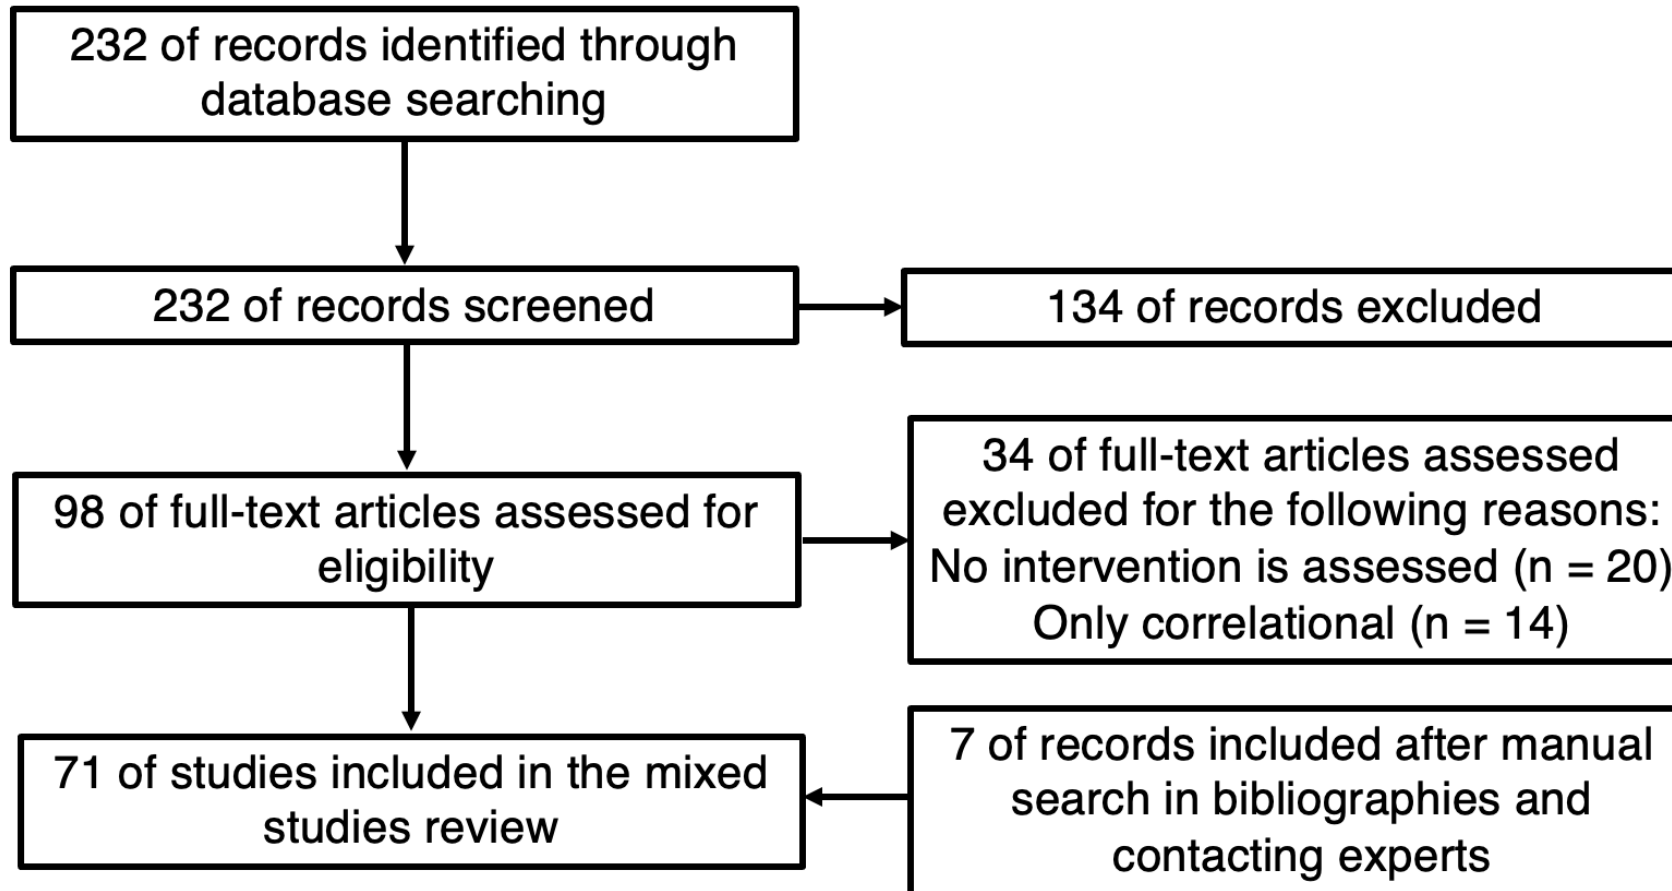 232 of records identified through
database searching
232 of records screened
134 of records excluded
98 of full-text articles assessed for
eligibility
34 of full-text articles assessed
excluded for the following reasons:
No intervention is assessed (n = 20)
Only correlational (n = 14)
71 of studies included in the mixed
studies review
7 of records included after manual
search in bibliographies and
contacting experts